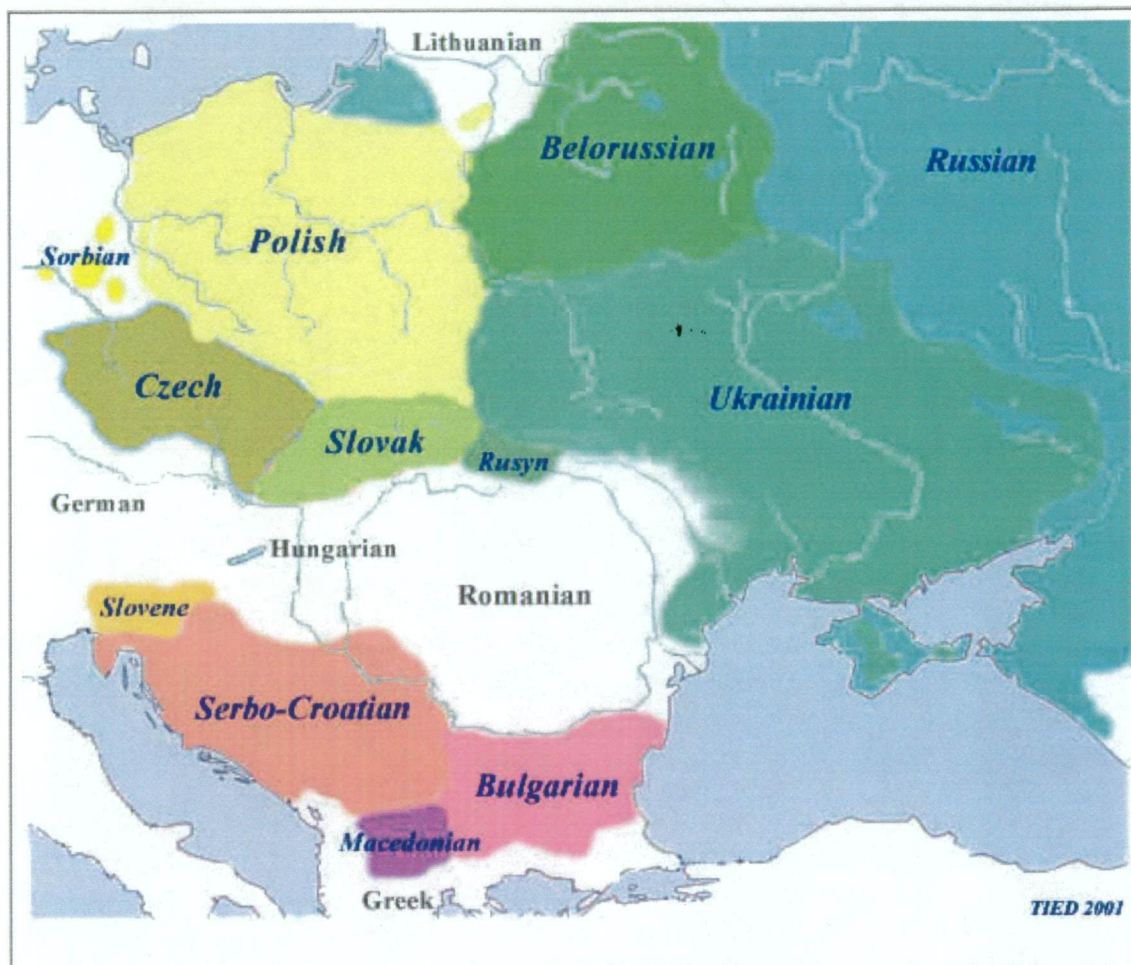 Lithuanian
Belorussian
Russian
Polish
Sorbian
Czech
Ukrainian
Slovak
Rusyn
German
Hungarian
Romanian
Slovene
Serbo-Croatian
Bulgarian
Macedonian
Greek
TIED 2001